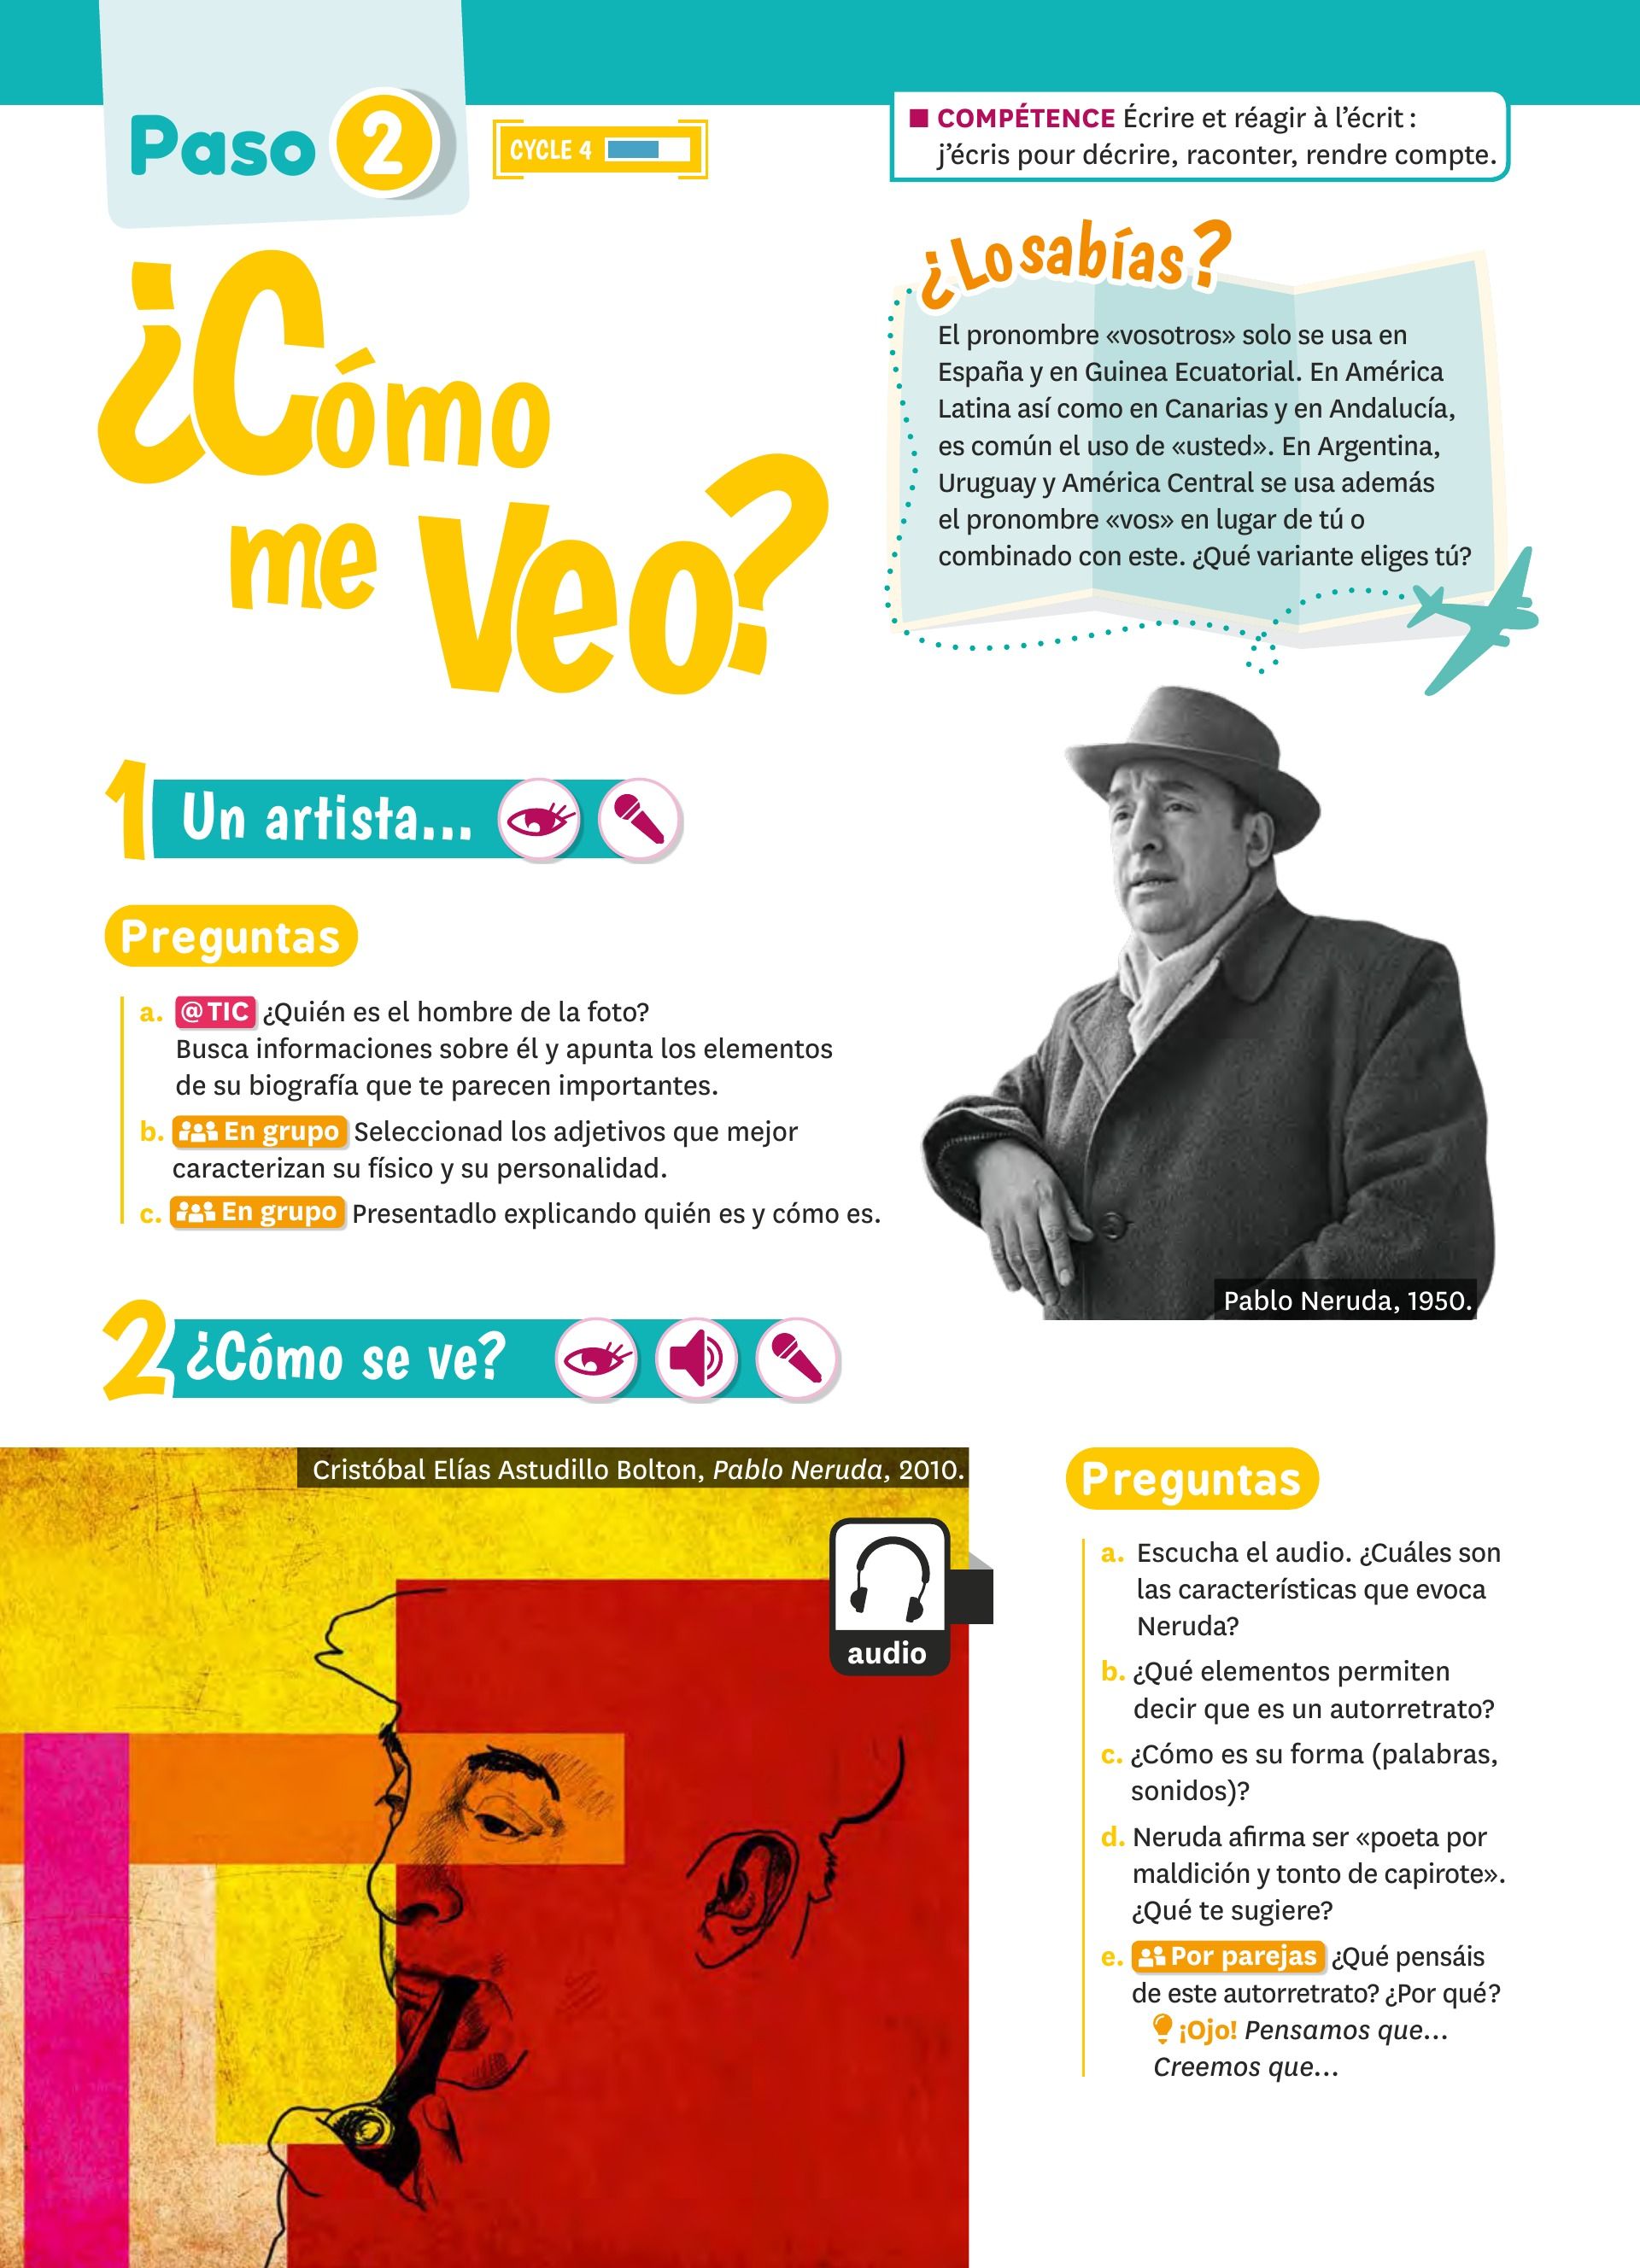 Paso 2
CYCLE 4
■ COMPÉTENCE Écrire et réagir à l’écrit :
j’écris pour décrire, raconter, rendre compte.
¿Cómo
me veo?
¿Lo sabías?
El pronombre «vosotros» solo se usa en
España y en Guinea Ecuatorial. En América
Latina así como en Canarias y en Andalucía,
es común el uso de «usted». En Argentina,
Uruguay y América Central se usa además
el pronombre «vos» en lugar de tú o
combinado con este. ¿Qué variante eliges tú?
1 Un artista...
Preguntas
a. @TIC ¿Quién es el hombre de la foto?
Busca informaciones sobre él y apunta los elementos
de su biografía que te parecen importantes.
b. En grupo Seleccionad los adjetivos que mejor
caracterizan su físico y su personalidad.
c. En grupo Presentadlo explicando quién es y cómo es.
Pablo Neruda, 1950.
2 ¿Cómo se ve?
Cristóbal Elías Astudillo Bolton, Pablo Neruda, 2010.
audio
Preguntas
a. Escucha el audio. ¿Cuáles son
las características que evoca
Neruda?
b. ¿Qué elementos permiten
decir que es un autorretrato?
c. ¿Cómo es su forma (palabras,
sonidos)?
d. Neruda afirma ser «poeta por
maldición y tonto de capirote».
¿Qué te sugiere?
e. Por parejas ¿Qué pensáis
de este autorretrato? ¿Por qué?
¡Ojo! Pensamos que…
Creemos que…